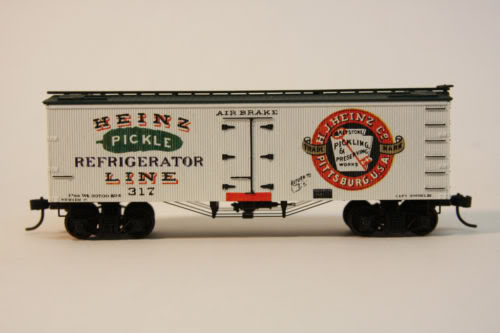 HEINZ
PICKLE
REFRIGERATOR
LINE
317
AIR BRAKE
H.J. HEINZ CO.
KEYSTONE
PICKLING
&
PRESERVING
WORKS
TRADE MARK
PITTSBURG. U.S.A.